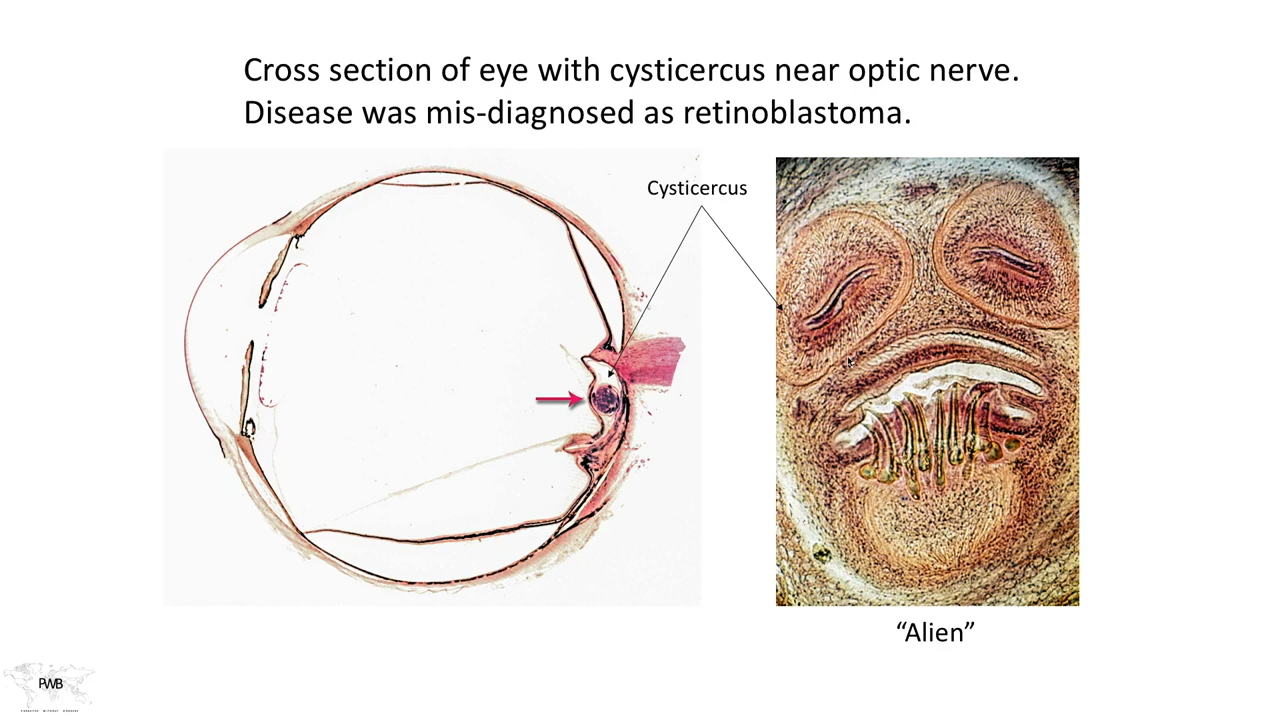 Cross section of eye with cysticercus near optic nerve.
Disease was mis-diagnosed as retinoblastoma.
Cysticercus
“Alien”
PWB